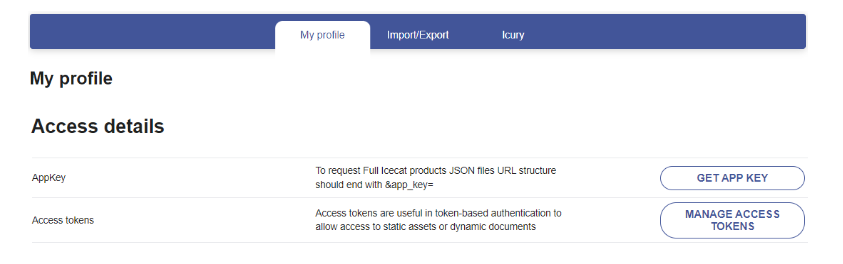 My profile
Import/Export
Icury
My profile
Access details
AppKey
To request Full Icecat products JSON files URL structure
should end with &app_key=
GET APP KEY
Access tokens
Access tokens are useful in token-based authentication to
allow access to static assets or dynamic documents
MANAGE ACCESS
TOKENS